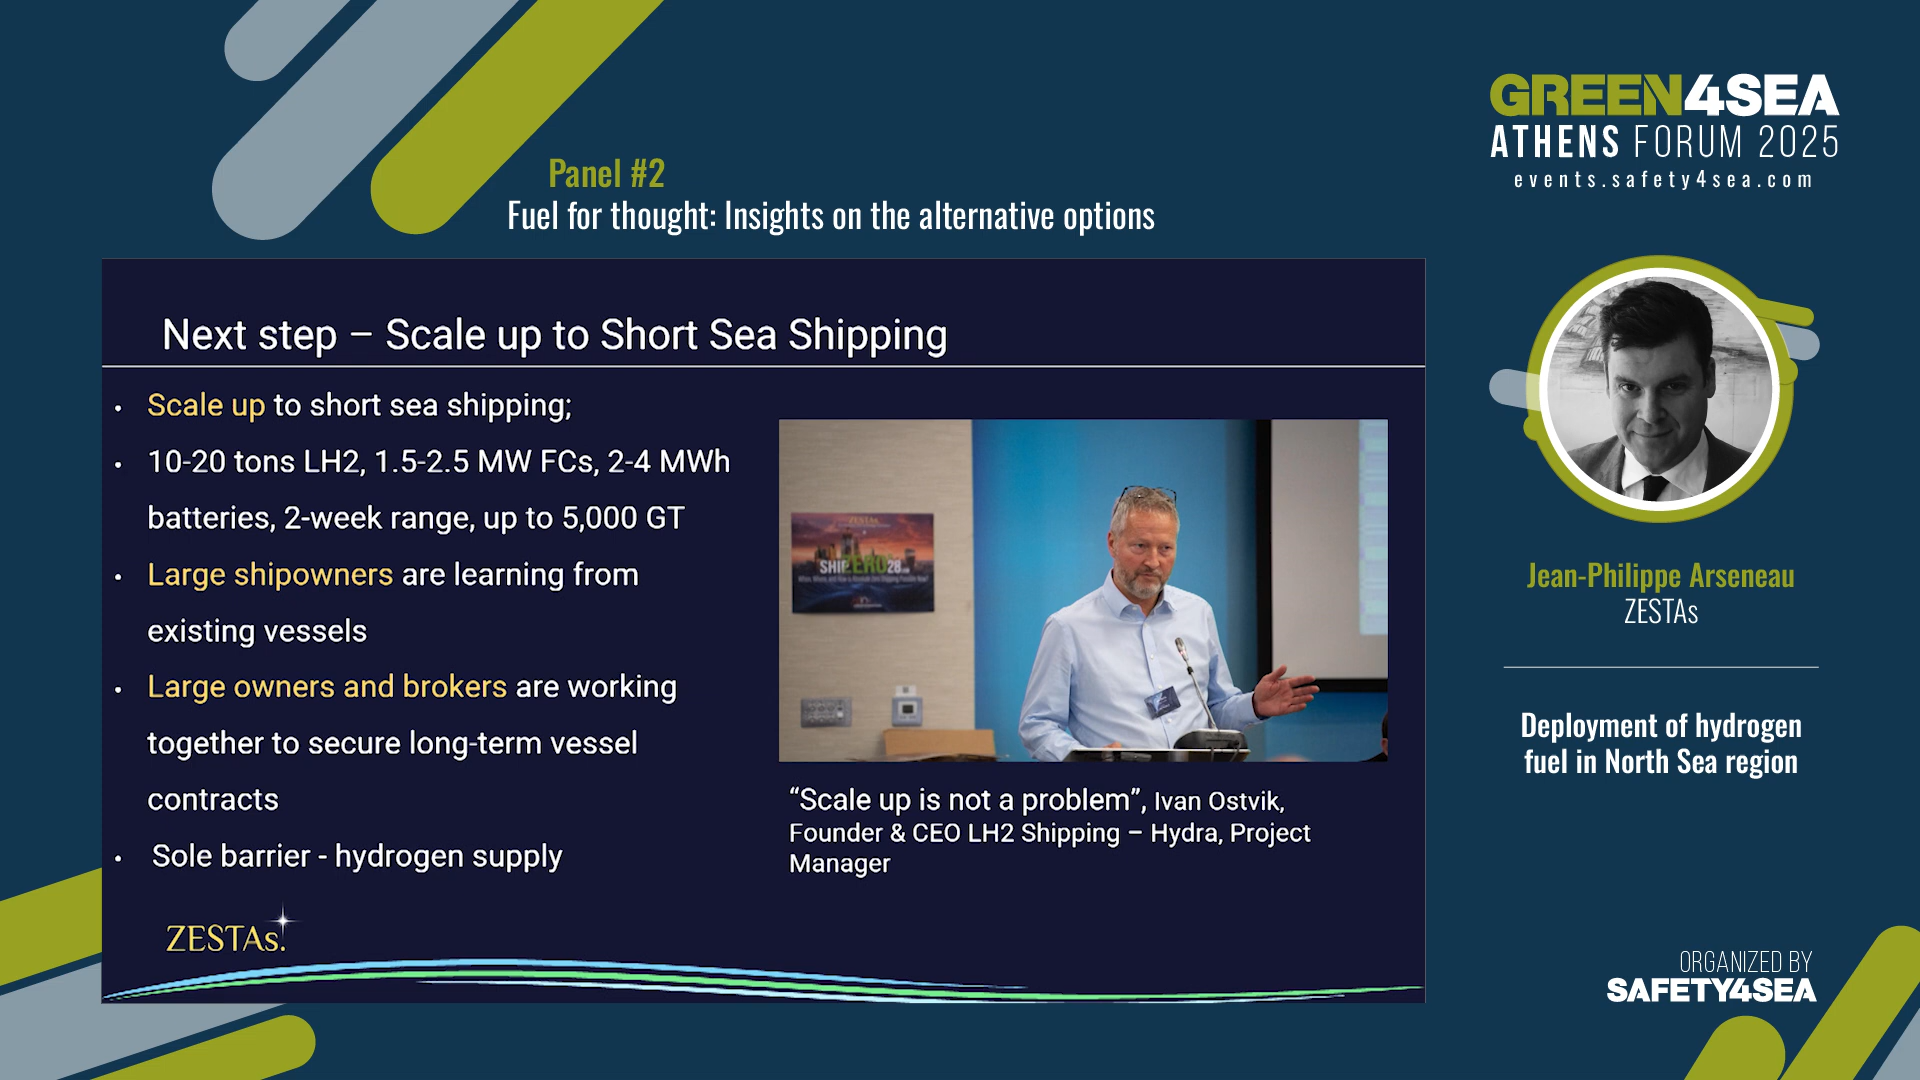 GREEN4SEA
ATHENS FORUM 2025
events.safety4sea.com
Panel #2
Fuel for thought: Insights on the alternative options
Next step – Scale up to Short Sea Shipping
• Scale up to short sea shipping;
• 10-20 tons LH2, 1.5-2.5 MW FCs, 2-4 MWh
batteries, 2-week range, up to 5,000 GT
• Large shipowners are learning from
existing vessels
• Large owners and brokers are working
together to secure long-term vessel
contracts
• Sole barrier - hydrogen supply
ZESTAs
SHIPZERO28
“Scale up is not a problem”, Ivan Ostvik,
Founder & CEO LH2 Shipping – Hydra, Project
Manager
ZESTAs.
Jean-Philippe Arseneau
ZESTAs
Deployment of hydrogen
fuel in North Sea region
ORGANIZED BY
SAFETY4SEA